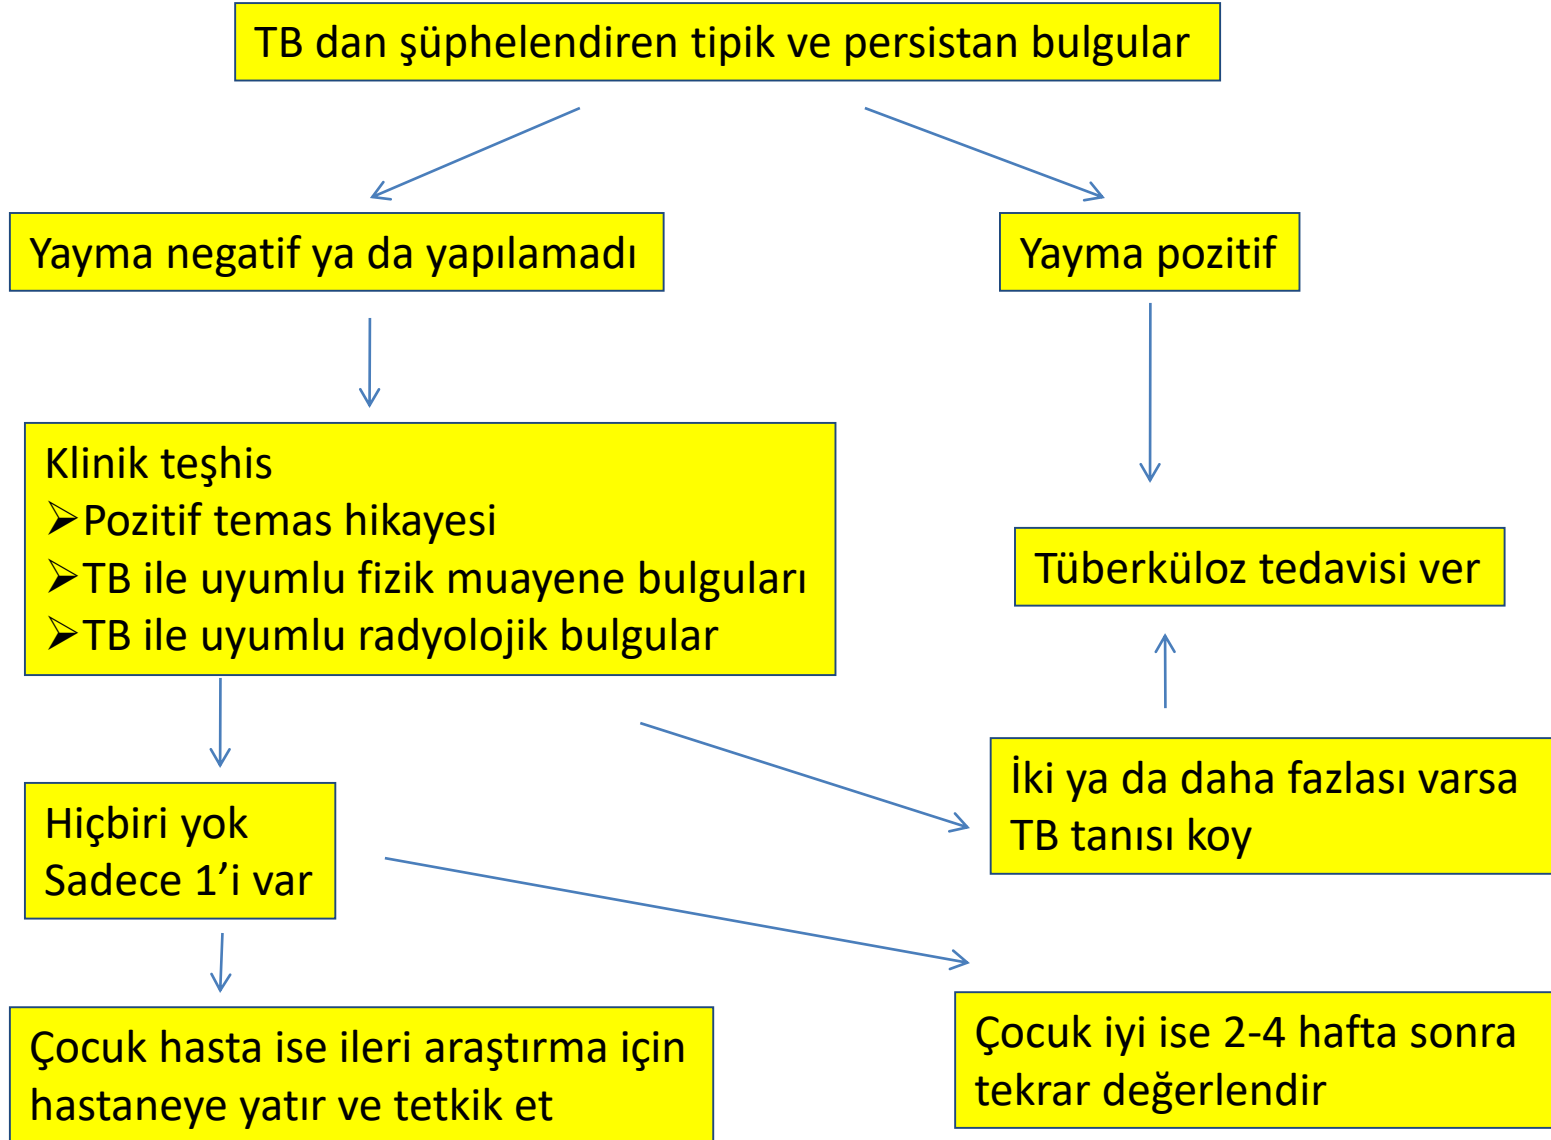 TB dan şüphelendiren tipik ve persistan bulgular
Yayma negatif ya da yapılamadı
Yayma pozitif
Klinik teşhis
➢Pozitif temas hikayesi
➢TB ile uyumlu fizik muayene bulguları
➢TB ile uyumlu radyolojik bulgular
Tüberküloz tedavisi ver
İki ya da daha fazlası varsa
TB tanısı koy
Hiçbiri yok
Sadece 1’i var
Çocuk hasta ise ileri araştırma için
hastaneye yatır ve tetkik et
Çocuk iyi ise 2-4 hafta sonra
tekrar değerlendir